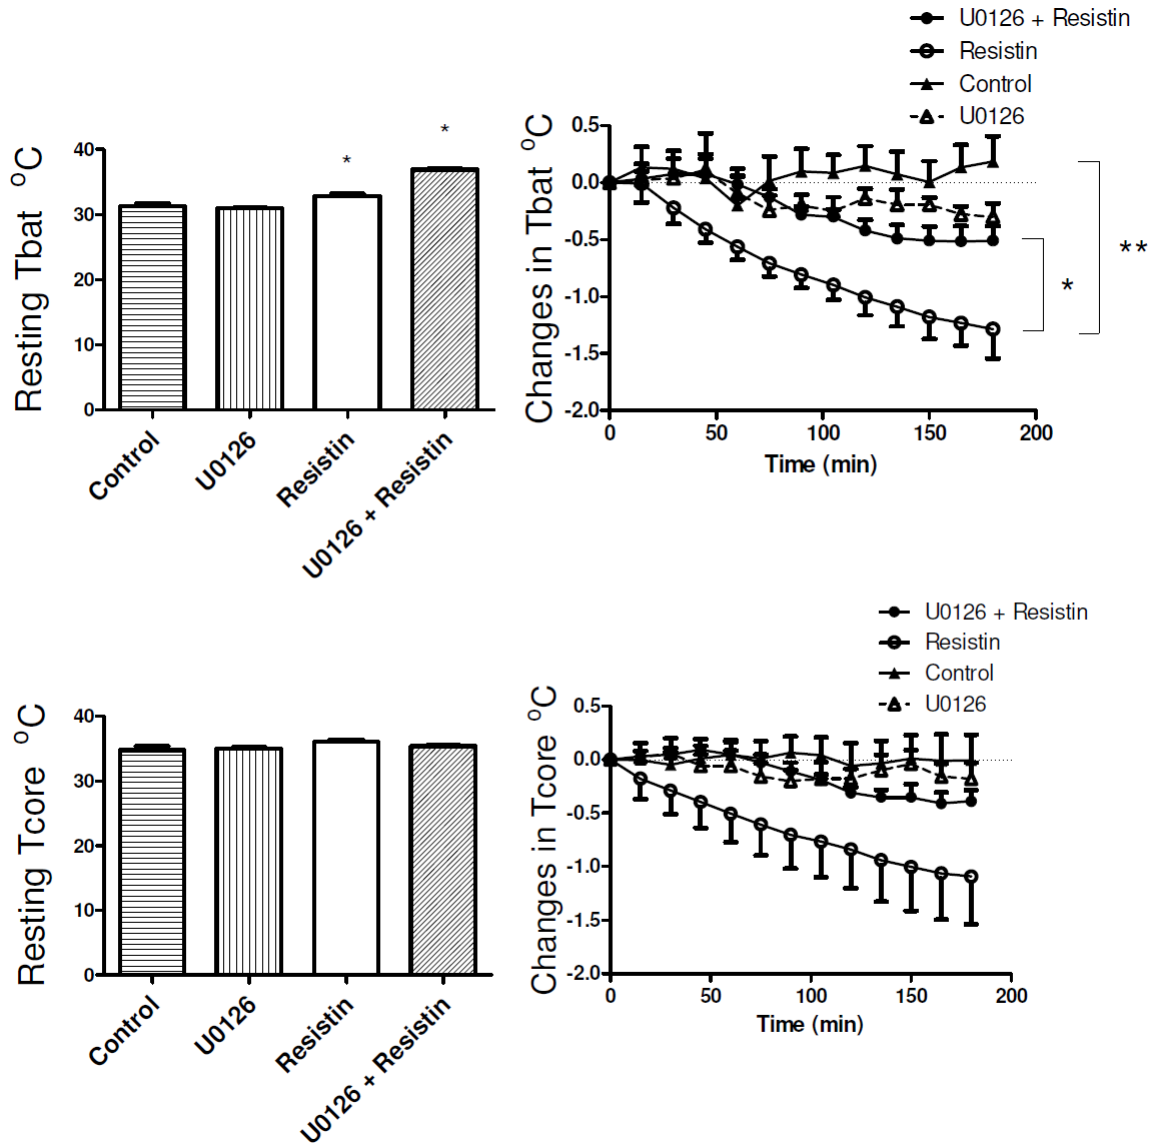 U0126 + Resistin
Resistin
Control
U0126
Resting Tbat °C
40
30
20
10
0
*
*
Control
U0126
Resistin
U0126 + Resistin
Changes in Tbat °C
0.5
0.0
-0.5
-1.0
-1.5
-2.0
0 50 100 150 200
Time (min)
*
**
U0126 + Resistin
Resistin
Control
U0126
Resting Tcore °C
40
30
20
10
0
Control
U0126
Resistin
U0126 + Resistin
Changes in Tcore °C
0.5
0.0
-0.5
-1.0
-1.5
-2.0
0 50 100 150 200
Time (min)